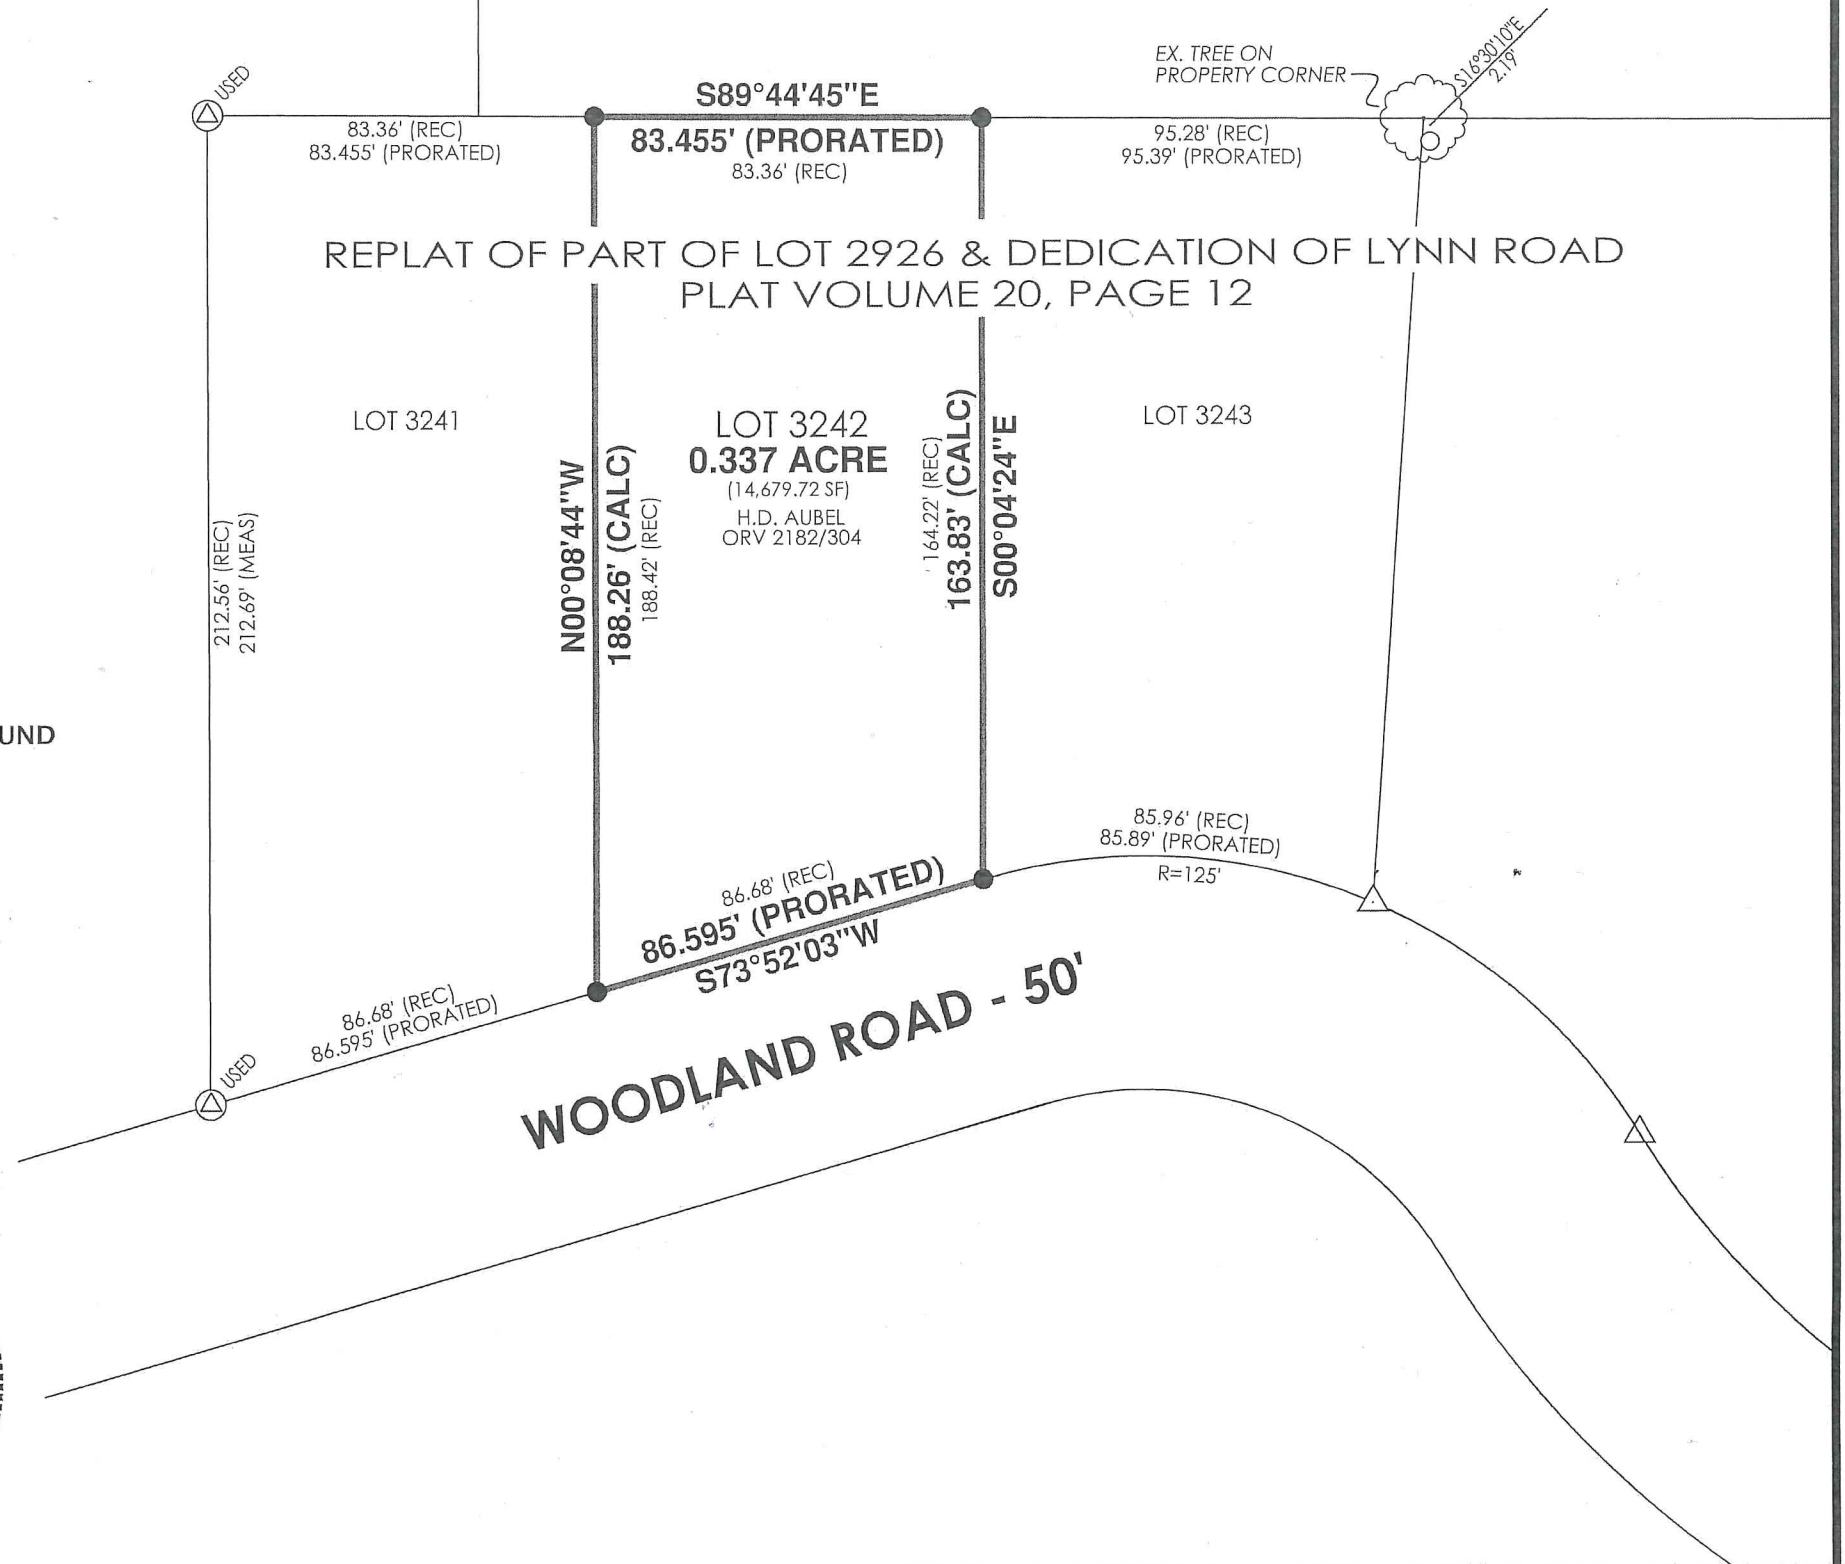 USED
S89°44'45"E
EX. TREE ON
PROPERTY CORNER
S16°30'10"E
2.19'
83.36' (REC)
83.455' (PRORATED)
83.455' (PRORATED)
83.36' (REC)
95.28' (REC)
95.39' (PRORATED)
REPLAT OF PART OF LOT 2926 & DEDICATION OF LYNN ROAD
PLAT VOLUME 20, PAGE 12
LOT 3241
LOT 3242
0.337 ACRE
(14,679.72 SF)
H.D. AUBEL
ORV 2182/304
LOT 3243
212.56' (REC)
212.69' (MEAS)
N00°08'44"W
188.26' (CALC)
188.42' (REC)
164.22' (REC)
163.83' (CALC)
S00°04'24"E
UND
85.96' (REC)
85.89' (PRORATED)
R=125'
86.68' (REC)
86.595' (PRORATED)
S73°52'03"W
86.68' (REC)
86.595' (PRORATED)
USED
WOODLAND ROAD - 50'